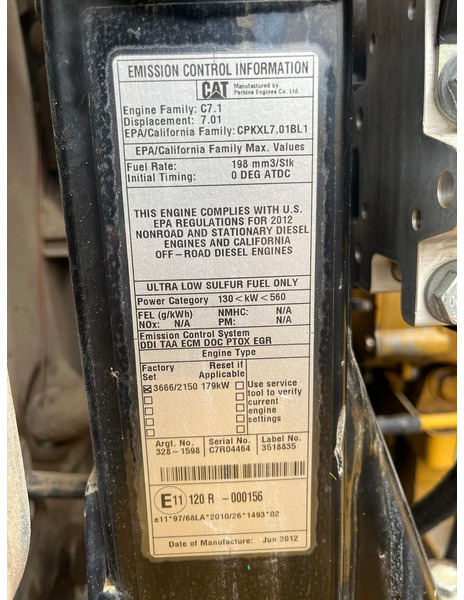 EMISSION CONTROL INFORMATION
CAT Manufactured by
Perkins Engines Co. Ltd.
Engine Family: C7.1
Displacement: 7.01
EPA/California Family: CPKXL7.01BL1
EPA/California Family Max. Values
Fuel Rate: 198 mm3/Stk
Initial Timing: 0 DEG ATDC
THIS ENGINE COMPLIES WITH U.S.
EPA REGULATIONS FOR 2012
NONROAD AND STATIONARY DIESEL
ENGINES AND CALIFORNIA
OFF-ROAD DIESEL ENGINES
ULTRA LOW SULFUR FUEL ONLY
Power Category 130<kW<560
FEL (g/kWh) NMHC: N/A
NOx: N/A PM: N/A
Emission Control System
DDI TAA ECM DOC PTOX EGR
Engine Type
Factory Reset if
Set Applicable
3666/2150 179kW Use service
tool to verify
current
engine
settings
Argt. No. Serial No. Label No.
328-1598 C7R04464 3518835
E11 120 R -000156
e11*97/68LA*2010/26*1493*02
Date of Manufacture: Jun 2012